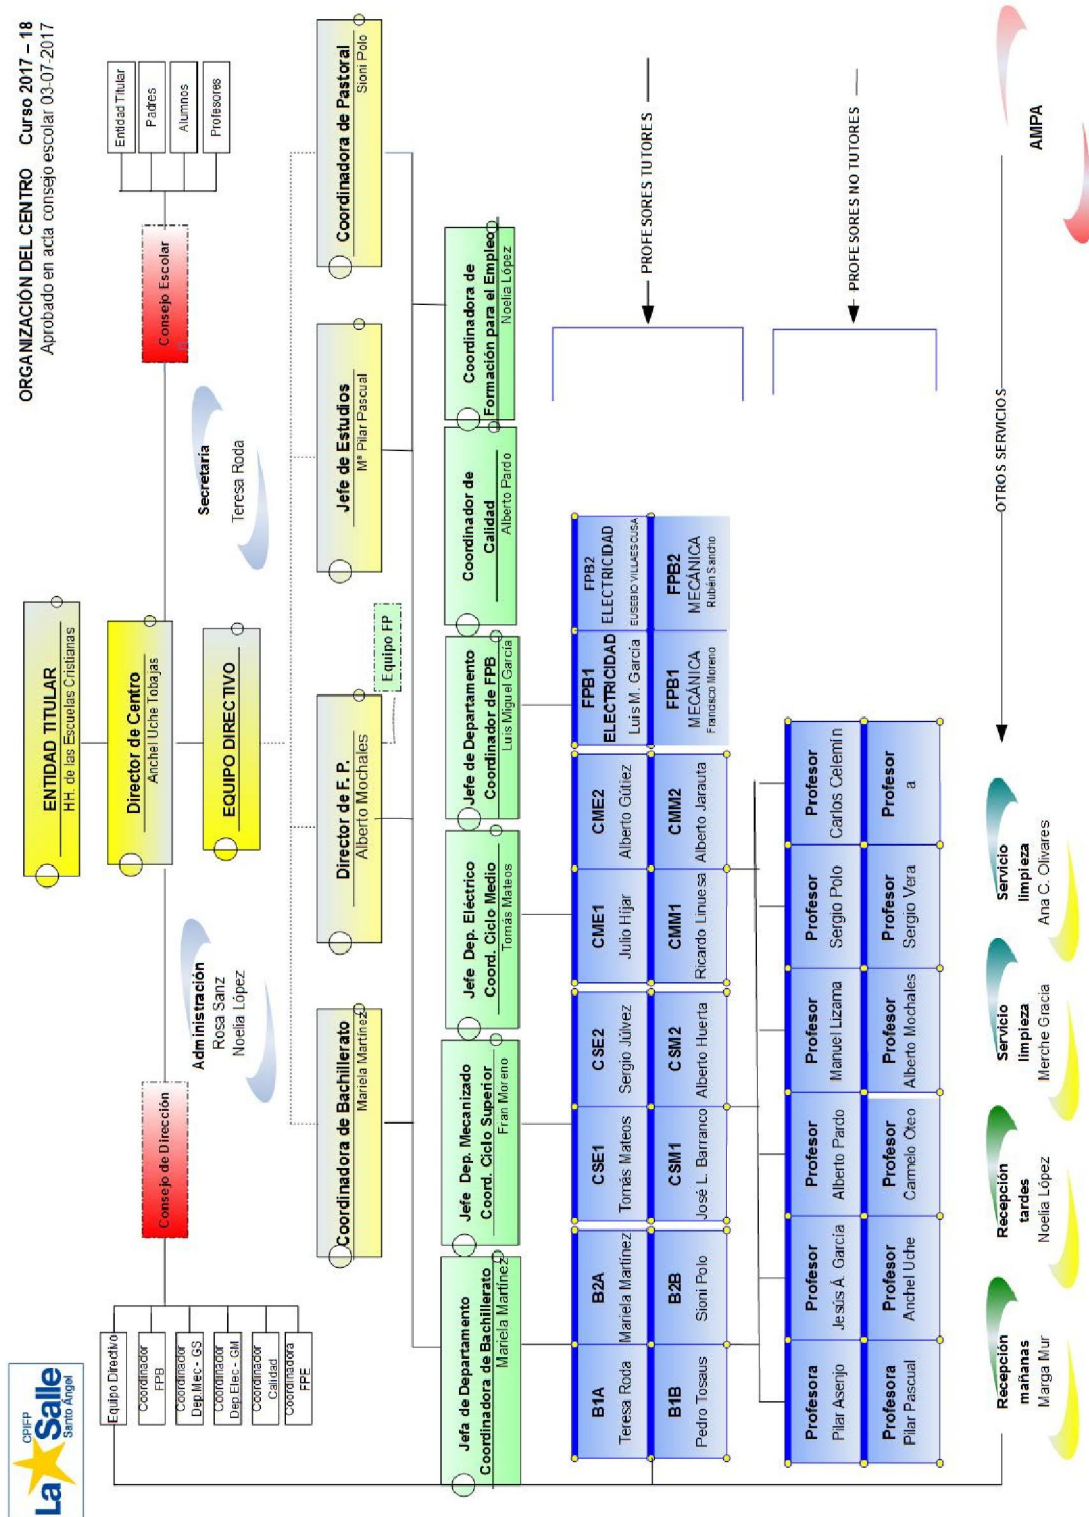 CPIFP
La Salle
Santo Ángel
ORGANIZACIÓN DEL CENTRO Curso 2017 – 18
Aprobado en acta consejo escolar 03-07-2017
ENTIDAD TITULAR
HH. de las Escuelas Cristianas
Director de Centro
Anchel Uche Tobajas
EQUIPO DIRECTIVO
Equipo Directivo
Coordinador
FPB
Coordinador
Dep.Mec - GS
Coordinador
Dep.Elec - GM
Coordinador
Calidad
Coordinadora
FPE
Consejo de Dirección
Administración
Rosa Sanz
Noelia López
Secretaria
Teresa Roda
Consejo Escolar
Entidad Titular
Padres
Alumnos
Profesores
Coordinadora de Bachillerato
Mariela Martínez
Director de F. P.
Alberto Mochales
Equipo FP
Jefe de Estudios
Mª Pilar Pascual
Coordinadora de Pastoral
Sioni Polo
Jefa de Departamento
Coordinadora de Bachillerato
Mariela Martínez
Jefe Dep. Mecanizado
Coord. Ciclo Superior
Fran Moreno
Jefe Dep. Eléctrico
Coord. Ciclo Medio
Tomás Mateos
Jefe de Departamento
Coordinador de FPB
Luis Miguel García
Coordinador de
Calidad
Alberto Pardo
Coordinadora de
Formación para el Empleo
Noelia López
B1A
Teresa Roda
B2A
Mariela Martínez
CSE1
Tomás Mateos
CSE2
Sergio Júlvez
CME1
Julio Híjar
CME2
Alberto Gútiez
FPB1
ELECTRICIDAD
Luis M. García
FPB2
ELECTRICIDAD
EUSEBIO VILLAESCUSA
B1B
Pedro Tosaus
B2B
Sioni Polo
CSM1
José L. Barranco
CSM2
Alberto Huerta
CMM1
Ricardo Linuesa
CMM2
Alberto Jarauta
FPB1
MECÁNICA
Francisco Moreno
FPB2
MECÁNICA
Rubén Sancho
PROFESORES TUTORES
Profesora
Pilar Asenjo
Profesor
Jesús Á. García
Profesor
Alberto Pardo
Profesor
Manuel Lizama
Profesor
Sergio Polo
Profesor
Carlos Celemín
Profesora
Pilar Pascual
Profesor
Anchel Uche
Profesor
Carmelo Oteo
Profesor
Alberto Mochales
Profesor
Sergio Vera
Profesor
a
PROFESORES NO TUTORES
Recepción
mañanas
Marga Mur
Recepción
tardes
Noelia López
Servicio
limpieza
Merche Gracia
Servicio
limpieza
Ana C. Olivares
OTROS SERVICIOS
AMPA